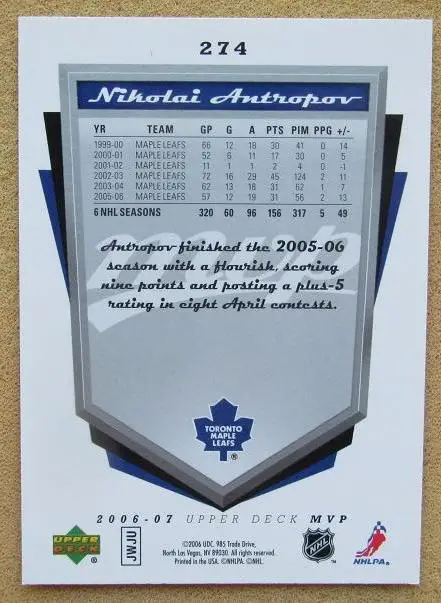 274
Nikolai Antropov
YR TEAM GP G A PTS PIM PPG +/-
1999-00 MAPLE LEAFS 66 12 18 30 41 0 14
2000-01 MAPLE LEAFS 52 6 11 17 30 0 5
2001-02 MAPLE LEAFS 11 1 1 2 4 0 -1
2002-03 MAPLE LEAFS 72 16 29 45 124 2 11
2003-04 MAPLE LEAFS 62 13 18 31 62 1 7
2005-06 MAPLE LEAFS 57 12 19 31 56 2 13
6 NHL SEASONS 320 60 96 156 317 5 49
mvp
Antropov finished the 2005-06
season with a flourish, scoring
nine points and posting a plus-5
rating in eight April contests.
TORONTO
MAPLE
LEAFS
®
2006-07 UPPER DECK MVP
UPPER
DECK
®
JWJU
©2006 UDC. 985 Trade Drive,
North Las Vegas, NV 89030. All rights reserved.
Printed in the USA. ©NHLPA. ©NHL.
NHL
™
NHLPA®